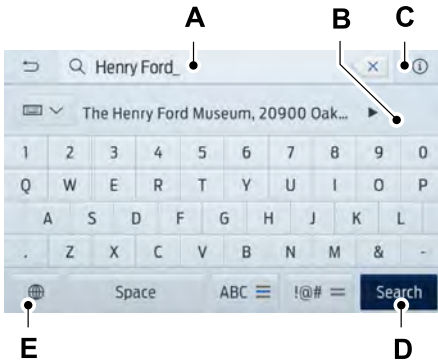 A B C
Henry Ford_ ×
The Henry Ford Museum, 20900 Oak...
1 2 3 4 5 6 7 8 9 0
Q W E R T Y U I O P
A S D F G H J K L
. Z X C V B N M & -
Space ABC !@# Search
E D